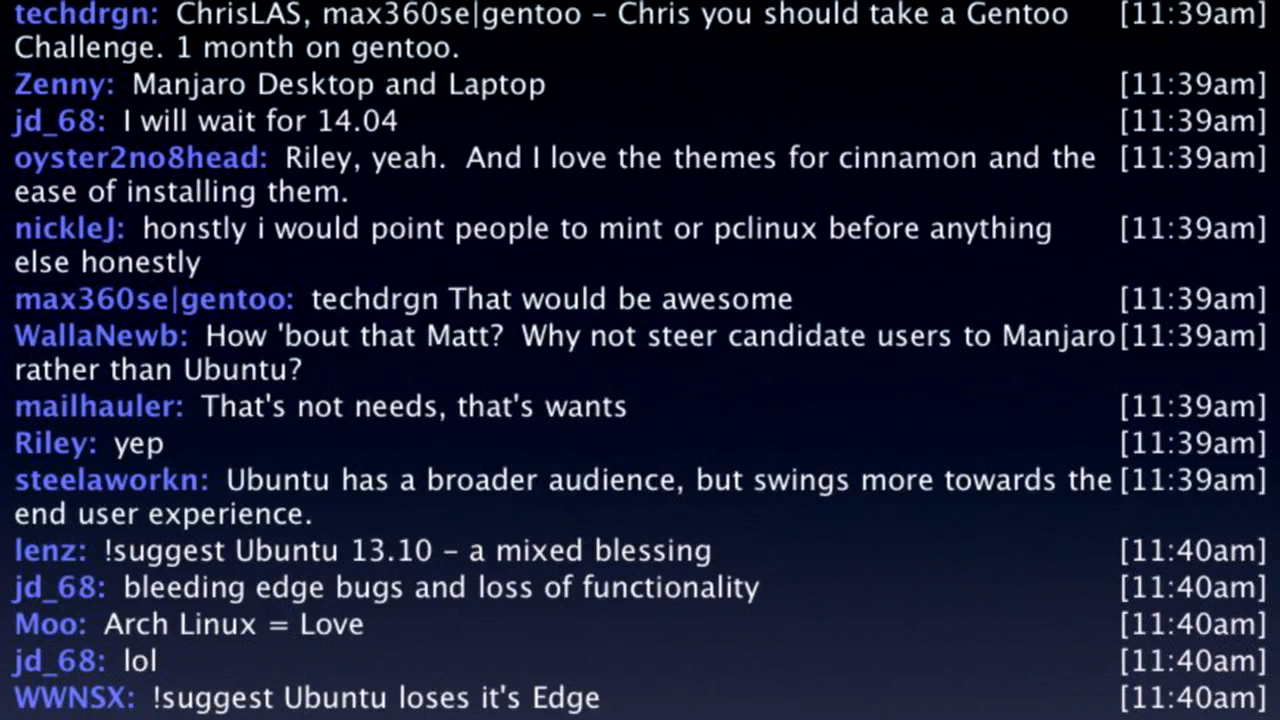 techdrgn: ChrisLAS, max360se|gentoo – Chris you should take a Gentoo [11:39am]
Challenge. 1 month on gentoo.
Zenny: Manjaro Desktop and Laptop [11:39am]
jd_68: I will wait for 14.04 [11:39am]
oyster2no8head: Riley, yeah.  And I love the themes for cinnamon and the [11:39am]
ease of installing them.
nickleJ: honstly i would point people to mint or pclinux before anything [11:39am]
else honestly
max360se|gentoo: techdrgn That would be awesome [11:39am]
WallaNewb: How 'bout that Matt?  Why not steer candidate users to Manjaro [11:39am]
rather than Ubuntu?
mailhauler: That's not needs, that's wants [11:39am]
Riley: yep [11:39am]
steelaworkn: Ubuntu has a broader audience, but swings more towards the [11:39am]
end user experience.
lenz: !suggest Ubuntu 13.10 – a mixed blessing [11:40am]
jd_68: bleeding edge bugs and loss of functionality [11:40am]
Moo: Arch Linux = Love [11:40am]
jd_68: lol [11:40am]
WWNSX: !suggest Ubuntu loses it's Edge [11:40am]